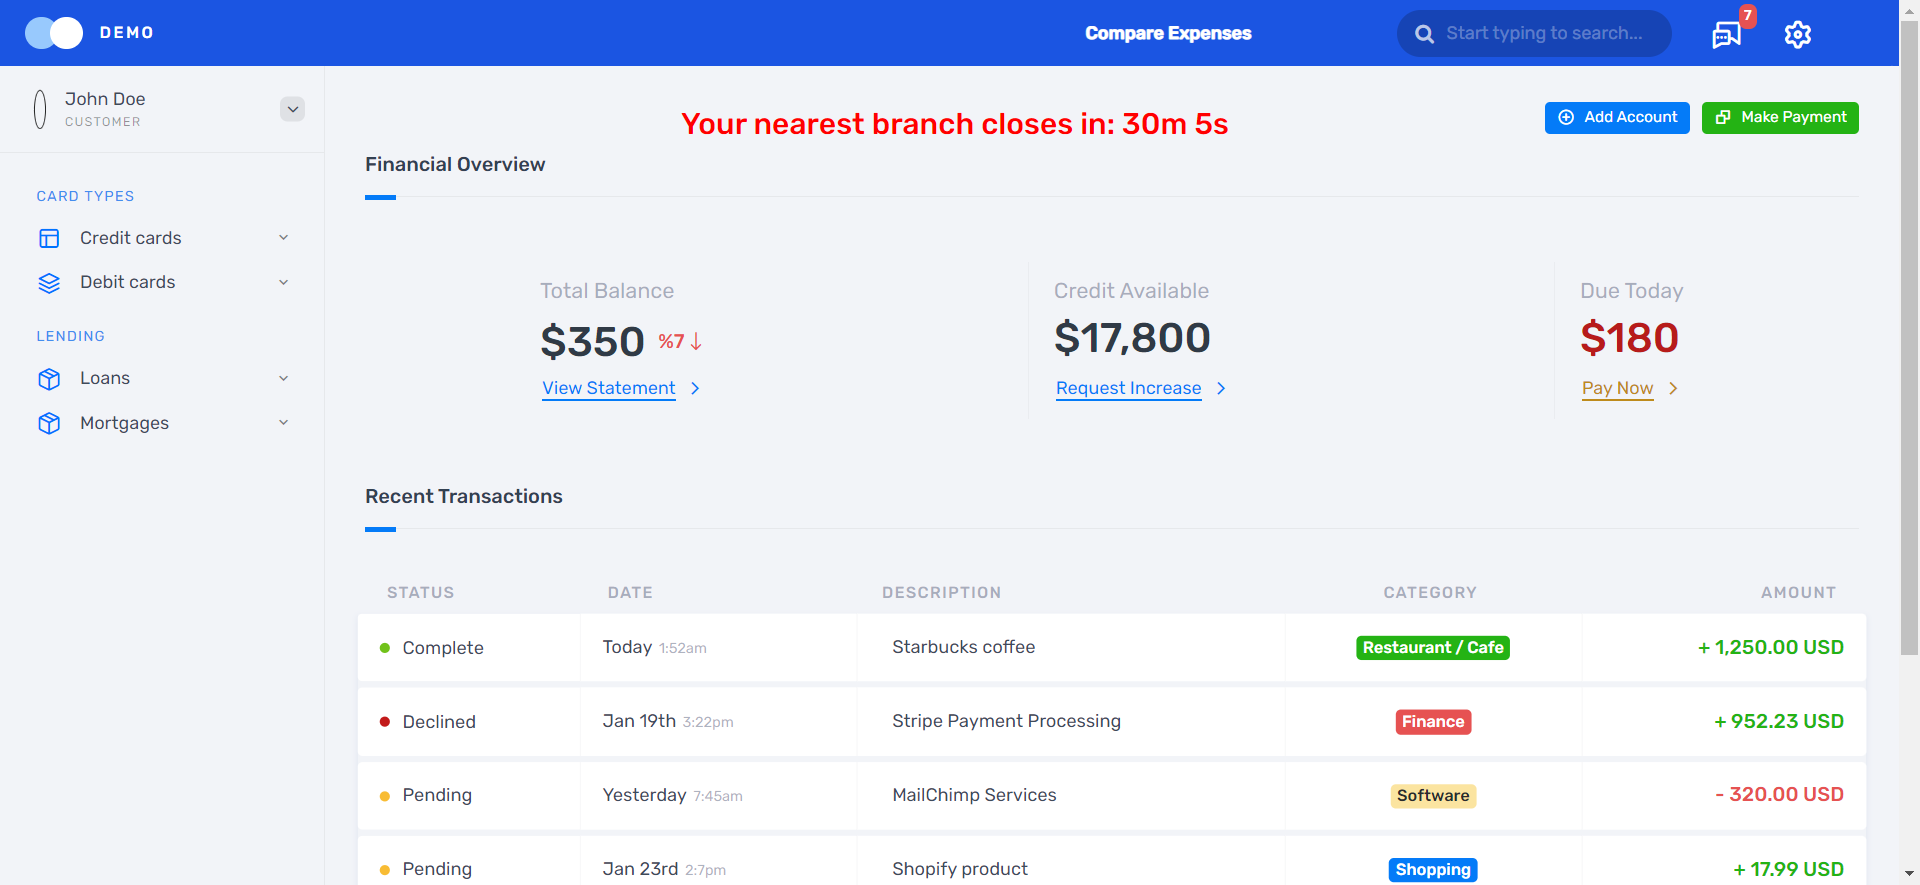 DEMO
Compare Expenses
Start typing to search...
7
John Doe
CUSTOMER
Your nearest branch closes in: 30m 5s
Add Account
Make Payment
Financial Overview
CARD TYPES
Credit cards
Debit cards
LENDING
Loans
Mortgages
Total Balance
$350 %7
View Statement
Credit Available
$17,800
Request Increase
Due Today
$180
Pay Now
Recent Transactions
STATUS DATE DESCRIPTION CATEGORY AMOUNT
Complete Today 1:52am Starbucks coffee Restaurant / Cafe + 1,250.00 USD
Declined Jan 19th 3:22pm Stripe Payment Processing Finance + 952.23 USD
Pending Yesterday 7:45am MailChimp Services Software - 320.00 USD
Pending Jan 23rd 2:7pm Shopify product Shopping + 17.99 USD